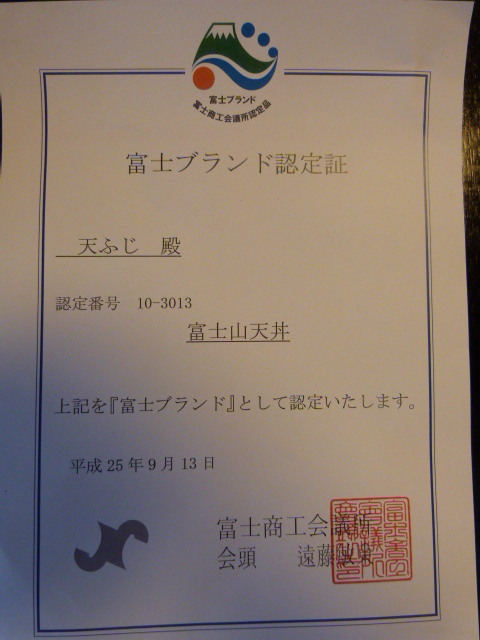 富士ブランド
富士商工会議所認定品
富士ブランド認定証
天ふじ 殿
認定番号 10-3013
富士山天丼
上記を『富士ブランド』として認定いたします。
平成25年9月13日
富士商工会議所
会頭 遠藤敏東